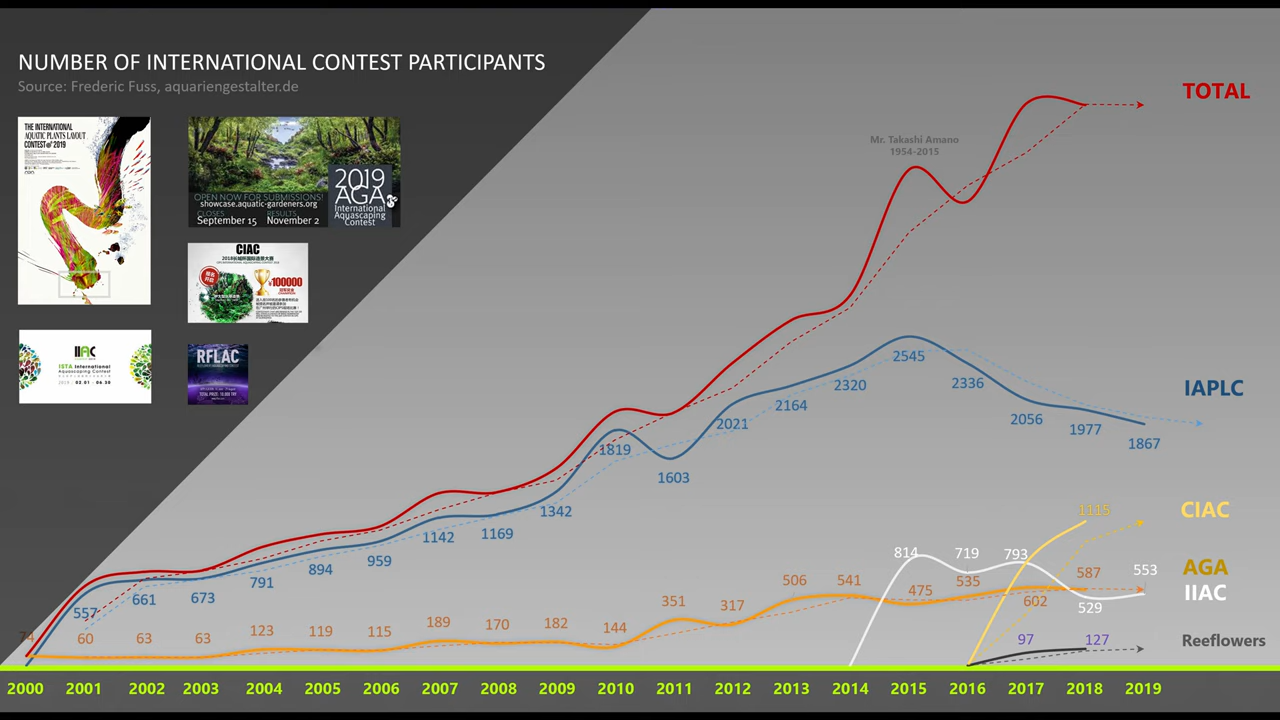 NUMBER OF INTERNATIONAL CONTEST PARTICIPANTS
Source: Frederic Fuss, aquariengestalter.de
THE INTERNATIONAL
AQUATIC PLANTS LAYOUT
CONTEST 2019
2019
AGA
International
Aquascaping
Contest
OPEN NOW FOR SUBMISSIONS!
showcase.aquatic-gardeners.org
CLOSES
September 15
RESULTS
November 2
CIAC
¥100000
IIAC
ISTA International
Aquascaping Contest
RFLAC
Mr. Takashi Amano
1954-2015
TOTAL
IAPLC
CIAC
AGA
IIAC
Reeflowers
557
661
673
791
894
959
1142
1169
1342
1819
1603
2021
2164
2320
2545
2336
2056
1977
1867
1115
814
719
793
529
553
74
60
63
63
123
119
115
189
170
182
144
351
317
506
541
475
535
602
587
97
127
2000 2001 2002 2003 2004 2005 2006 2007 2008 2009 2010 2011 2012 2013 2014 2015 2016 2017 2018 2019